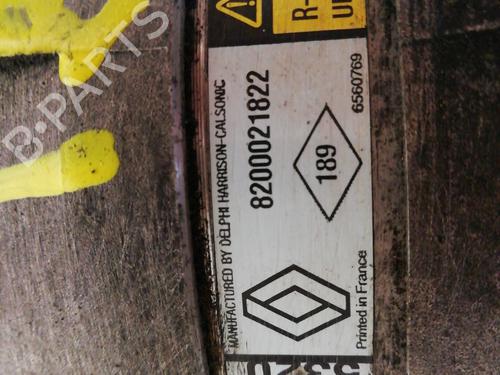 MANUFACTURED BY DELPHI HARRISON-CALSONIC
8200021822
189
6560769
Printed in France
R-
B-PARTS